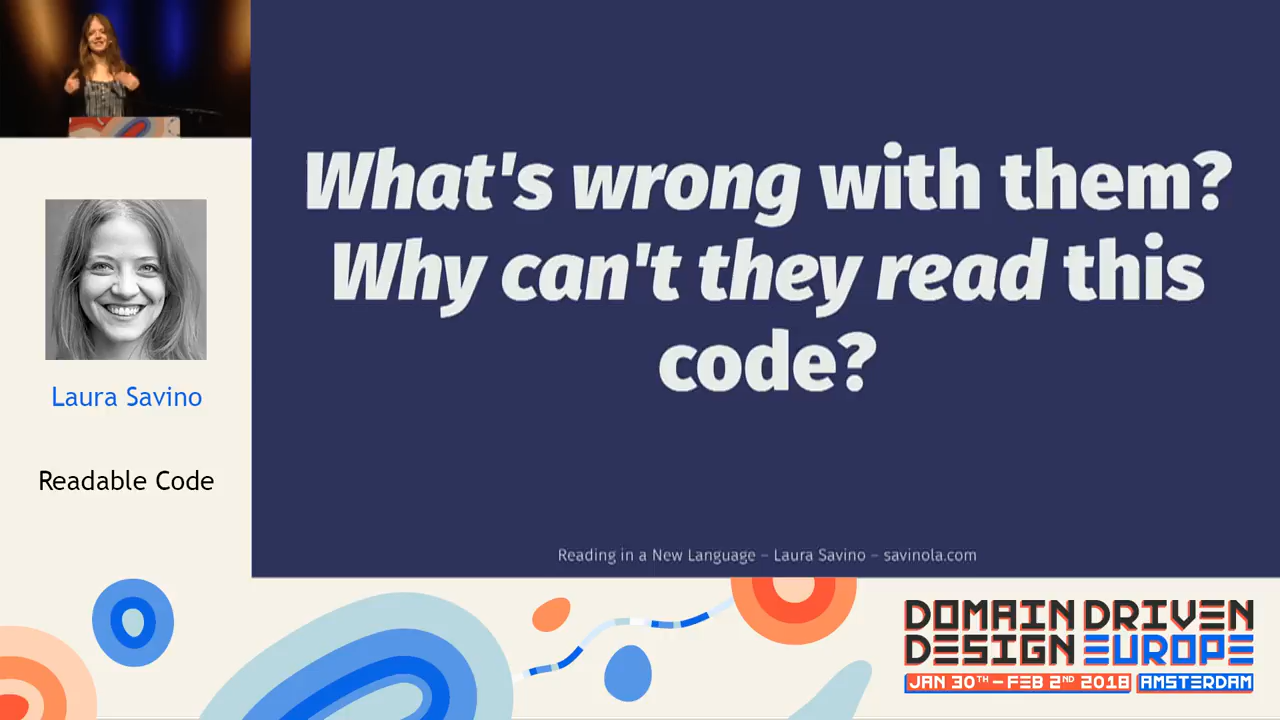 What's wrong with them?
Why can't they read this
code?
Reading in a New Language – Laura Savino – savinola.com
Laura Savino
Readable Code
DOMAIN DRIVEN
DESIGN EUROPE
JAN 30TH – FEB 2ND 2018 AMSTERDAM